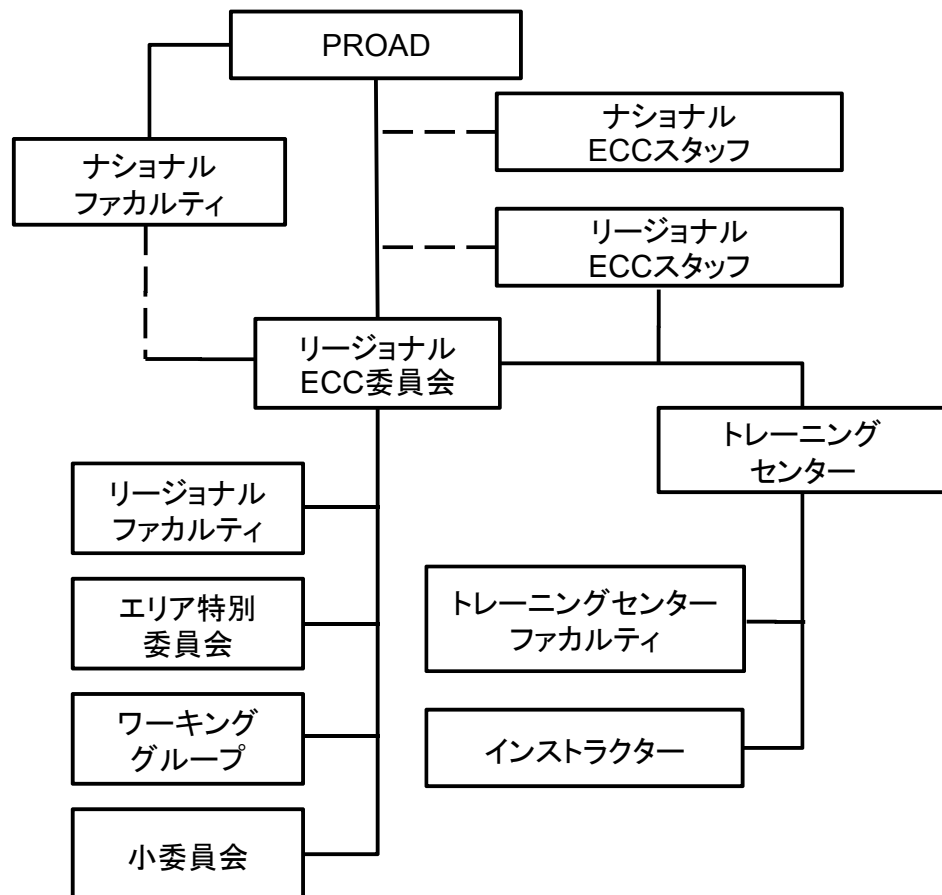 PROAD
ナショナル
ECCスタッフ
ナショナル
ファカルティ
リージョナル
ECCスタッフ
リージョナル
ECC委員会
トレーニング
センター
リージョナル
ファカルティ
エリア特別
委員会
トレーニングセンター
ファカルティ
ワーキング
グループ
インストラクター
小委員会